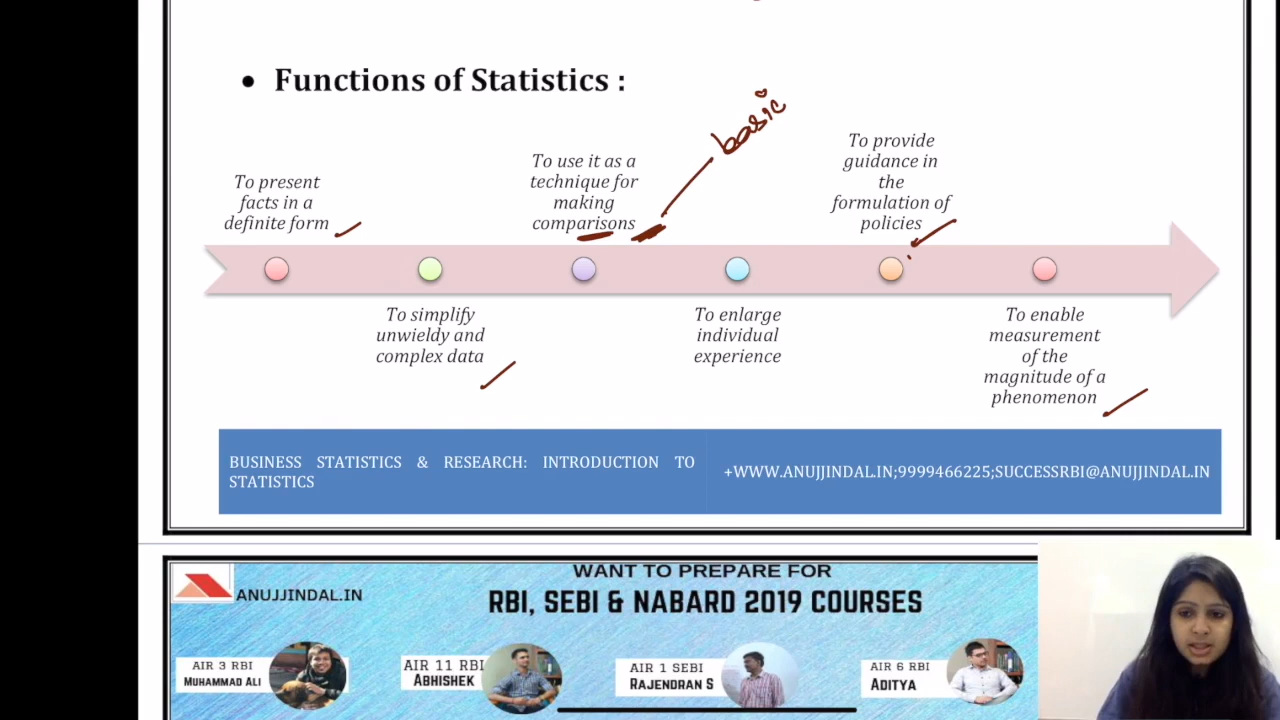 • Functions of Statistics :
basic
To present
facts in a
definite form
To simplify
unwieldy and
complex data
To use it as a
technique for
making
comparisons
To enlarge
individual
experience
To provide
guidance in
the
formulation of
policies
To enable
measurement
of the
magnitude of a
phenomenon
BUSINESS STATISTICS & RESEARCH: INTRODUCTION TO
STATISTICS
+WWW.ANUJJINDAL.IN;9999466225;SUCCESSRBI@ANUJJINDAL.IN
ANUJJINDAL.IN
WANT TO PREPARE FOR
RBI, SEBI & NABARD 2019 COURSES
AIR 3 RBI
MUHAMMAD ALI
AIR 11 RBI
ABHISHEK
AIR 1 SEBI
RAJENDRAN S
AIR 6 RBI
ADITYA